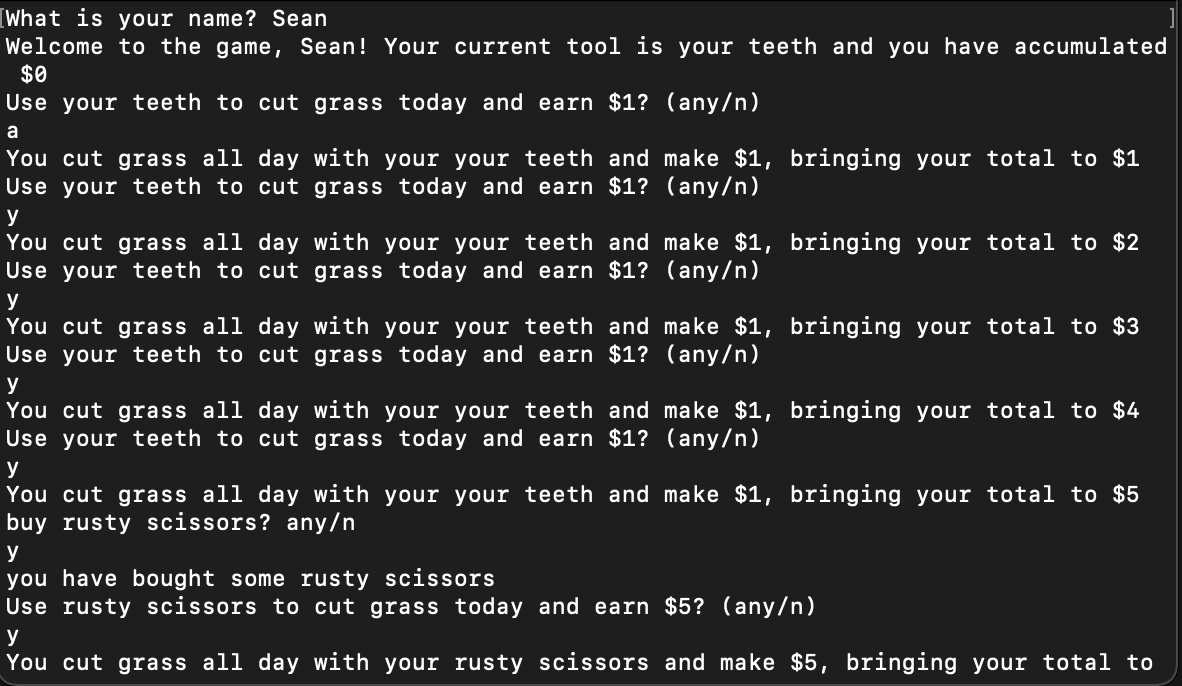 [What is your name? Sean ]
Welcome to the game, Sean! Your current tool is your teeth and you have accumulated
 $0
Use your teeth to cut grass today and earn $1? (any/n)
a
You cut grass all day with your your teeth and make $1, bringing your total to $1
Use your teeth to cut grass today and earn $1? (any/n)
y
You cut grass all day with your your teeth and make $1, bringing your total to $2
Use your teeth to cut grass today and earn $1? (any/n)
y
You cut grass all day with your your teeth and make $1, bringing your total to $3
Use your teeth to cut grass today and earn $1? (any/n)
y
You cut grass all day with your your teeth and make $1, bringing your total to $4
Use your teeth to cut grass today and earn $1? (any/n)
y
You cut grass all day with your your teeth and make $1, bringing your total to $5
buy rusty scissors? any/n
y
you have bought some rusty scissors
Use rusty scissors to cut grass today and earn $5? (any/n)
y
You cut grass all day with your rusty scissors and make $5, bringing your total to